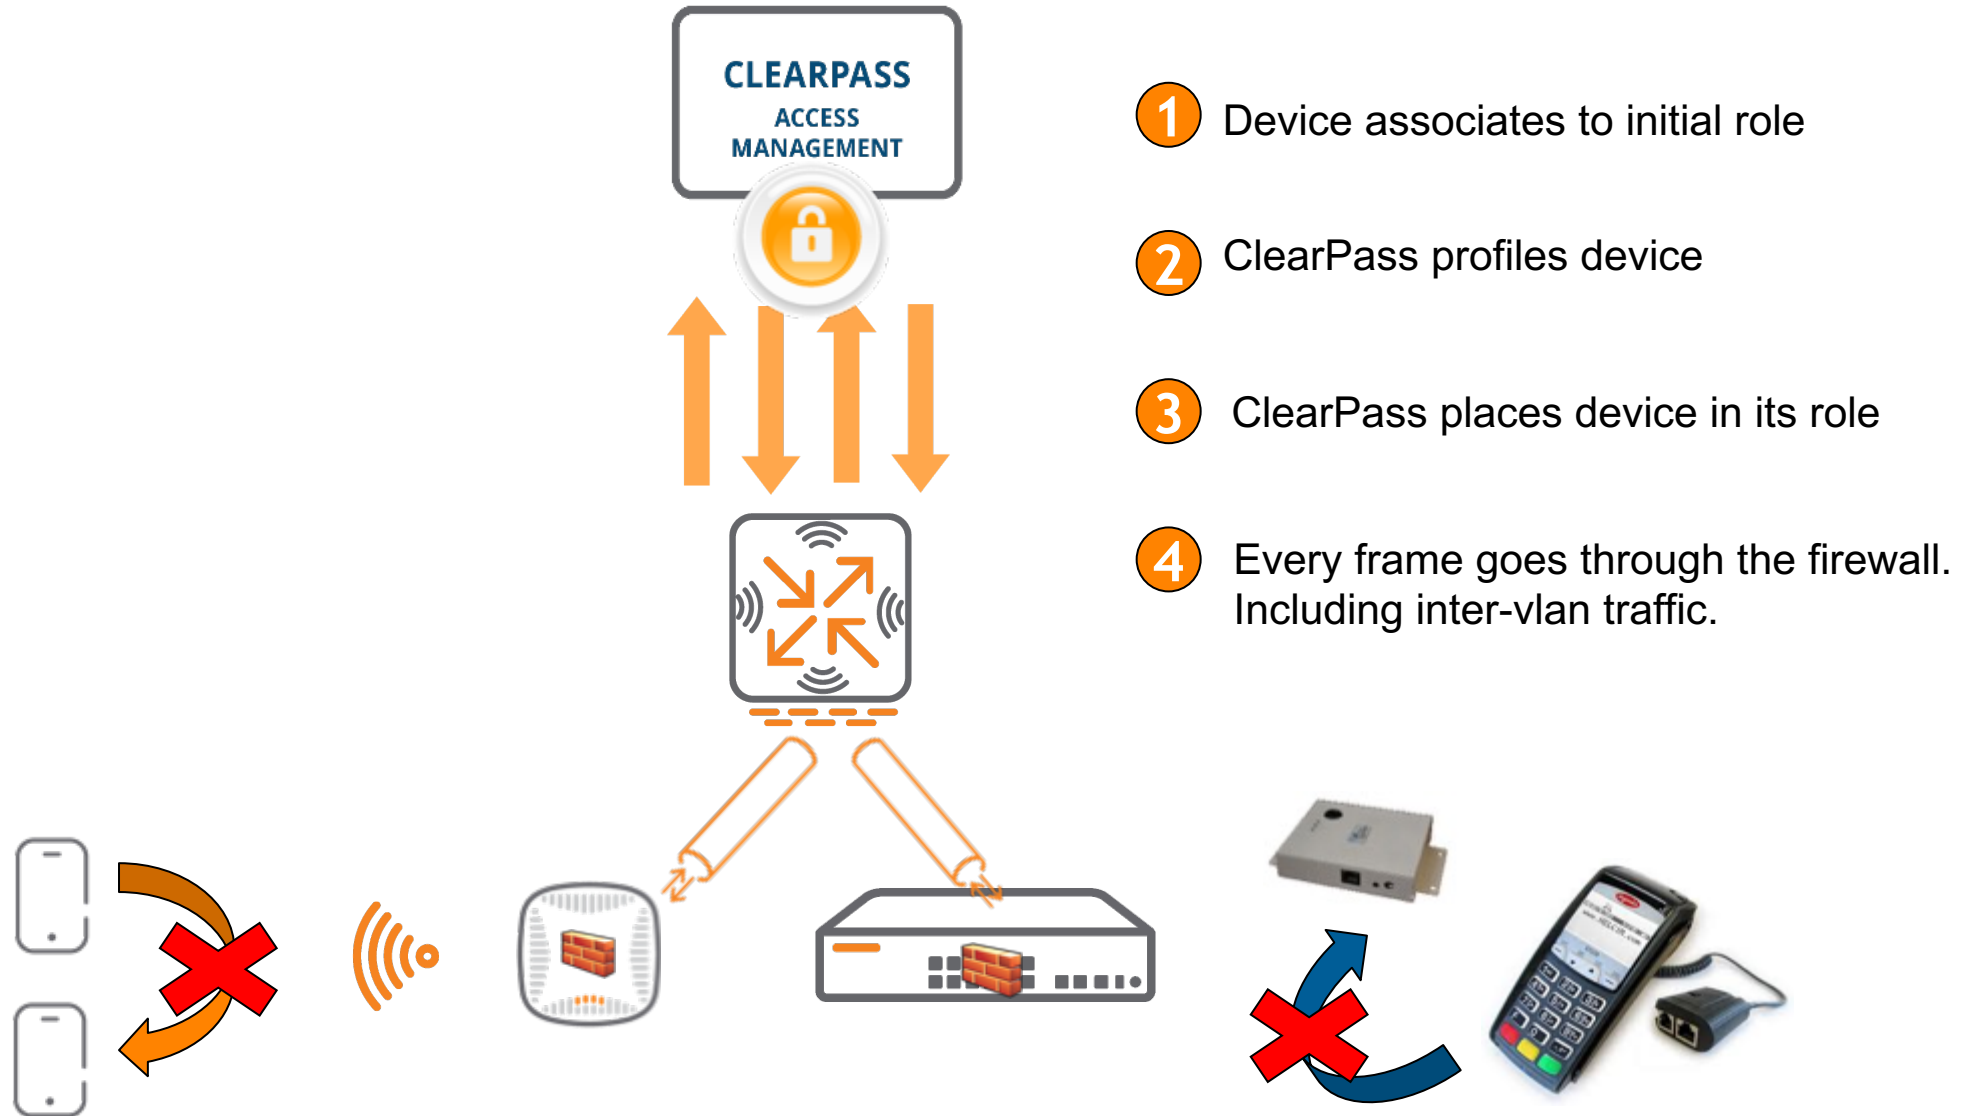 CLEARPASS
ACCESS
MANAGEMENT
1 Device associates to initial role
2 ClearPass profiles device
3 ClearPass places device in its role
4 Every frame goes through the firewall.
Including inter-vlan traffic.